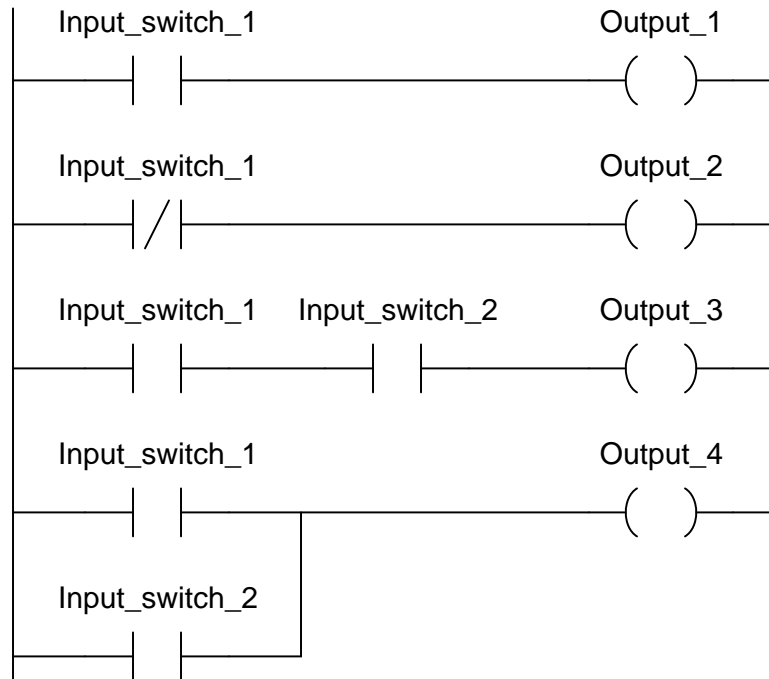 Input_switch_1 Output_1
Input_switch_1 Output_2
Input_switch_1 Input_switch_2 Output_3
Input_switch_1 Output_4
Input_switch_2